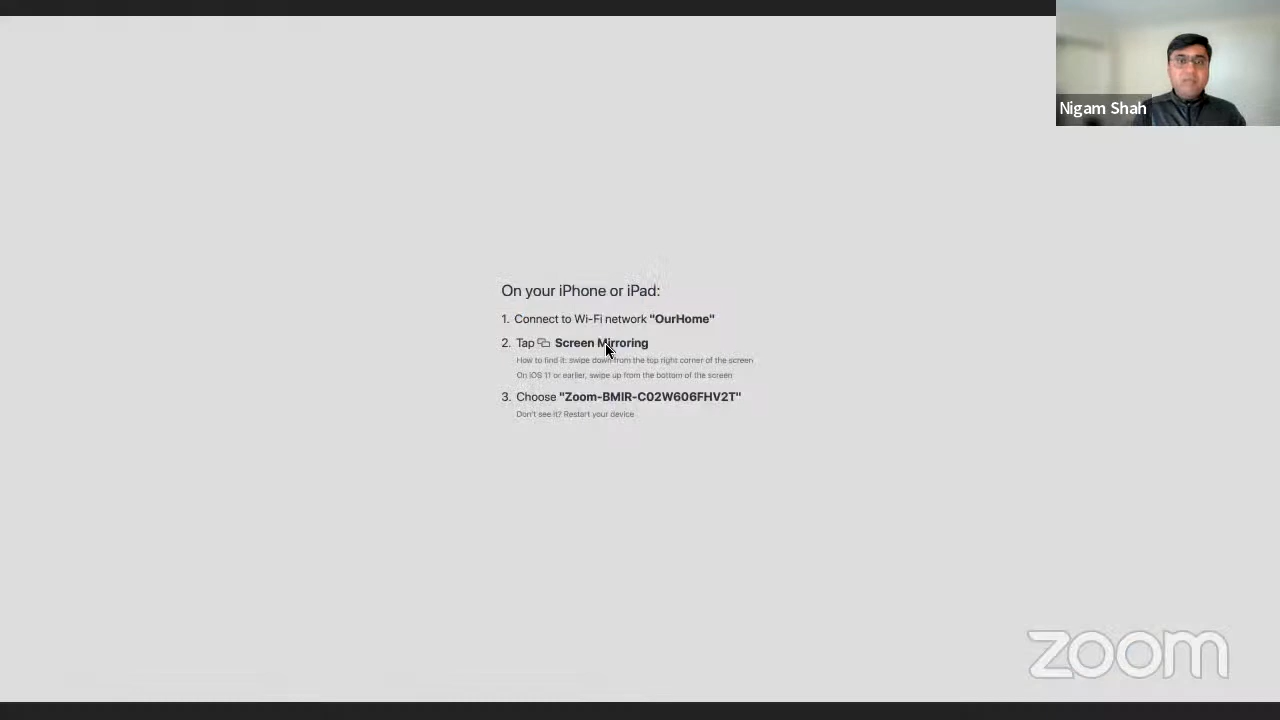 Nigam Shah
On your iPhone or iPad:
1. Connect to Wi-Fi network "OurHome"
2. Tap Screen Mirroring
How to find it: swipe down from the top right corner of the screen
On iOS 11 or earlier, swipe up from the bottom of the screen
3. Choose "Zoom-BMIR-C02W606FHV2T"
Don't see it? Restart your device
zoom